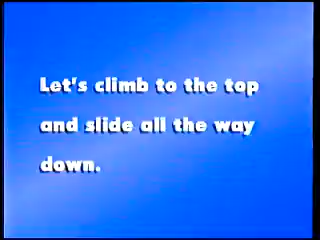 Let's climb to the top
and slide all the way
down.